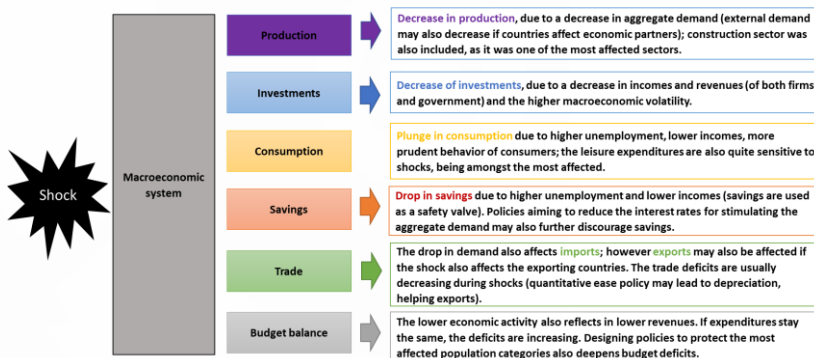 Shock
Macroeconomic
system
Production
Decrease in production, due to a decrease in aggregate demand (external demand
may also decrease if countries affect economic partners); construction sector was
also included, as it was one of the most affected sectors.
Investments
Decrease of investments, due to a decrease in incomes and revenues (of both firms
and government) and the higher macroeconomic volatility.
Consumption
Plunge in consumption due to higher unemployment, lower incomes, more
prudent behavior of consumers; the leisure expenditures are also quite sensitive to
shocks, being amongst the most affected.
Savings
Drop in savings due to higher unemployment and lower incomes (savings are used
as a safety valve). Policies aiming to reduce the interest rates for stimulating the
aggregate demand may also further discourage savings.
Trade
The drop in demand also affects imports; however exports may also be affected if
the shock also affects the exporting countries. The trade deficits are usually
decreasing during shocks (quantitative ease policy may lead to depreciation,
helping exports).
Budget balance
The lower economic activity also reflects in lower revenues. If expenditures stay
the same, the deficits are increasing. Designing policies to protect the most
affected population categories also deepens budget deficits.